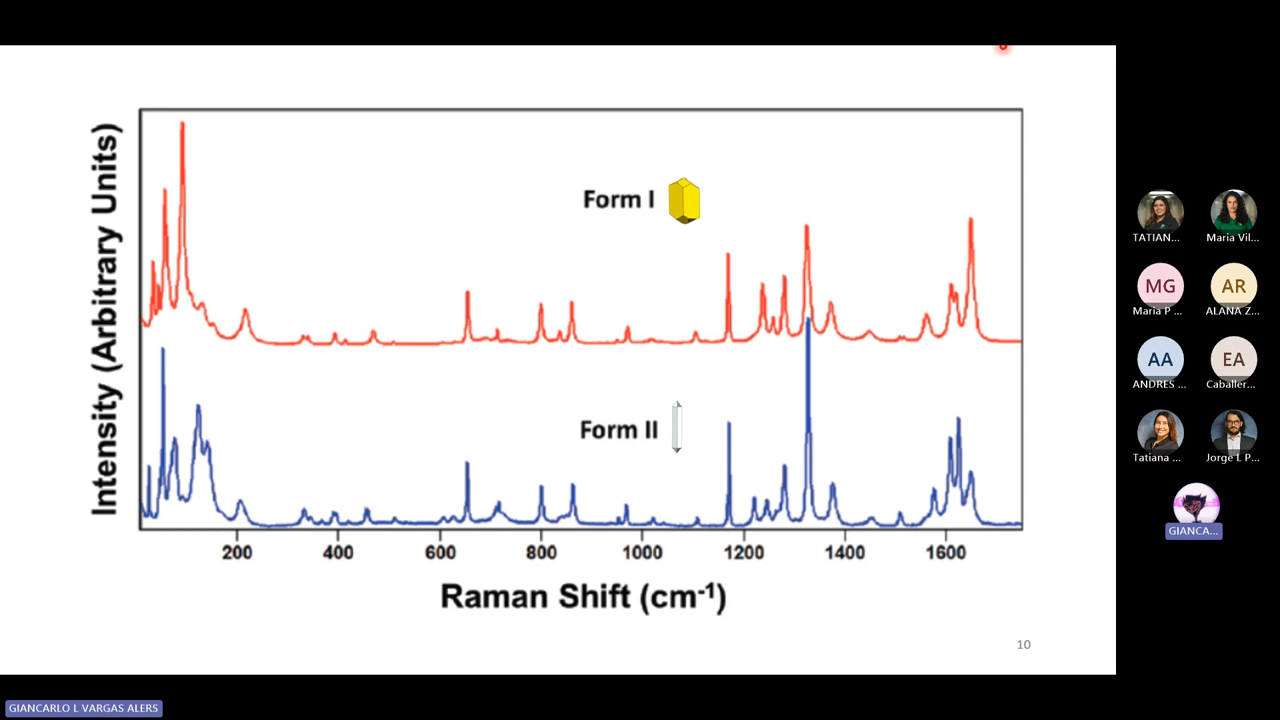 Intensity (Arbitrary Units)
Form I
Form II
200 400 600 800 1000 1200 1400 1600
Raman Shift (cm-1)
10
TATIAN... Maria Vil...
MG AR
Maria P ... ALANA Z...
AA EA
ANDRES ... Caballer...
Tatiana ... Jorge L P...
GIANCA...
GIANCARLO L VARGAS ALERS